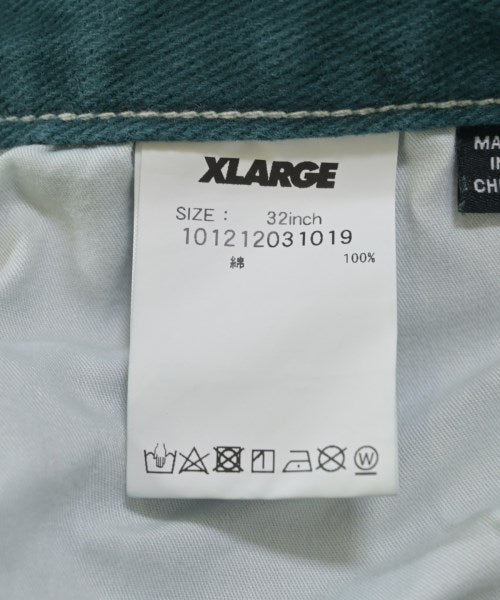 XLARGE
SIZE : 32inch
101212031019
綿 100%
W
MA
IN
CH